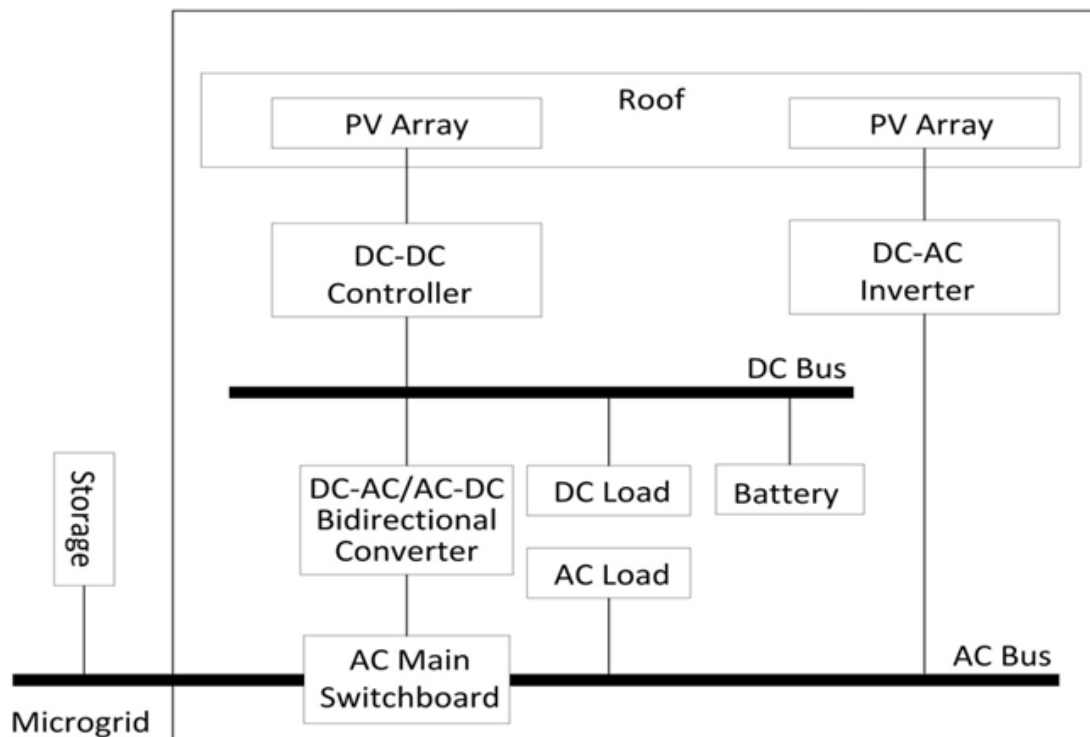 Roof
PV Array
PV Array
DC-DC
Controller
DC-AC
Inverter
DC Bus
Storage
DC-AC/AC-DC
Bidirectional
Converter
DC Load
Battery
AC Load
AC Main
Switchboard
AC Bus
Microgrid